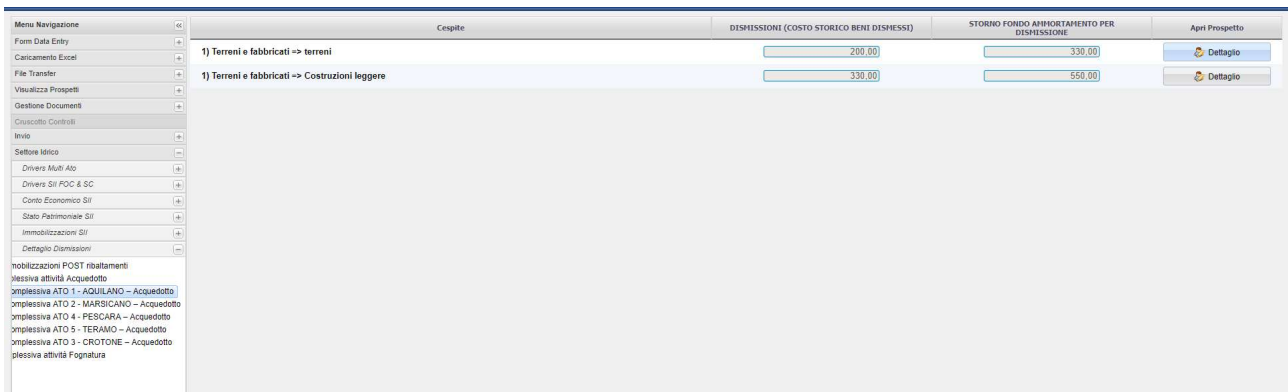 Menu Navigazione
Form Data Entry
Caricamento Excel
File Transfer
Visualizza Prospetti
Gestione Documenti
Cruscotto Controlli
Invio
Settore Idrico
Drivers Multi Ato
Drivers SII FOC & SC
Conto Economico SII
Stato Patrimoniale SII
Immobilizzazioni SII
Dettaglio Dismissioni
mobilizzazioni POST ribaltamenti
plessiva attività Acquedotto
omplessiva ATO 1 - AQUILANO – Acquedotto
omplessiva ATO 2 - MARSICANO – Acquedotto
omplessiva ATO 4 - PESCARA – Acquedotto
omplessiva ATO 5 - TERAMO – Acquedotto
omplessiva ATO 3 - CROTONE – Acquedotto
plessiva attività Fognatura
Cespite DISMISSIONI (COSTO STORICO BENI DISMESSI) STORNO FONDO AMMORTAMENTO PER DISMISSIONE Apri Prospetto
1) Terreni e fabbricati => terreni 200,00 330,00 Dettaglio
1) Terreni e fabbricati => Costruzioni leggere 330,00 550,00 Dettaglio